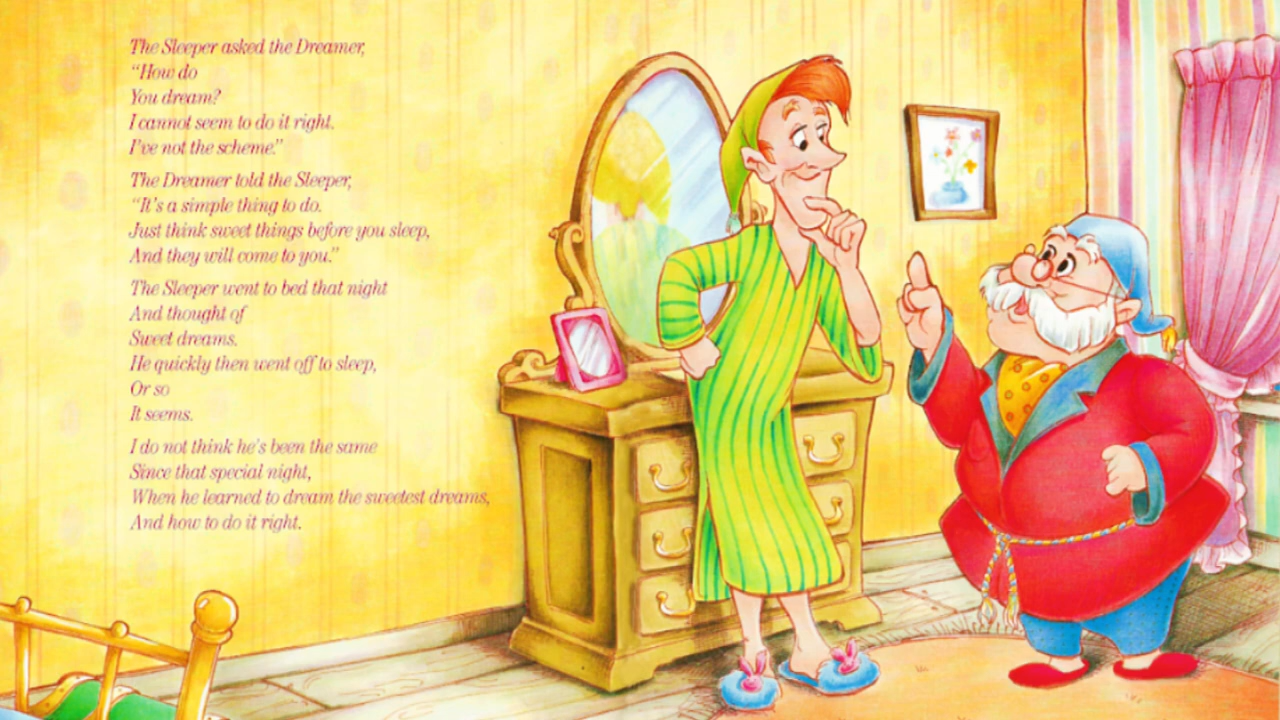 The Sleeper asked the Dreamer,
“How do
You dream?
I cannot seem to do it right.
I’ve not the scheme.”
The Dreamer told the Sleeper,
“It’s a simple thing to do.
Just think sweet things before you sleep,
And they will come to you.”
The Sleeper went to bed that night
And thought of
Sweet dreams.
He quickly then went off to sleep,
Or so
It seems.
I do not think he’s been the same
Since that special night,
When he learned to dream the sweetest dreams,
And how to do it right.